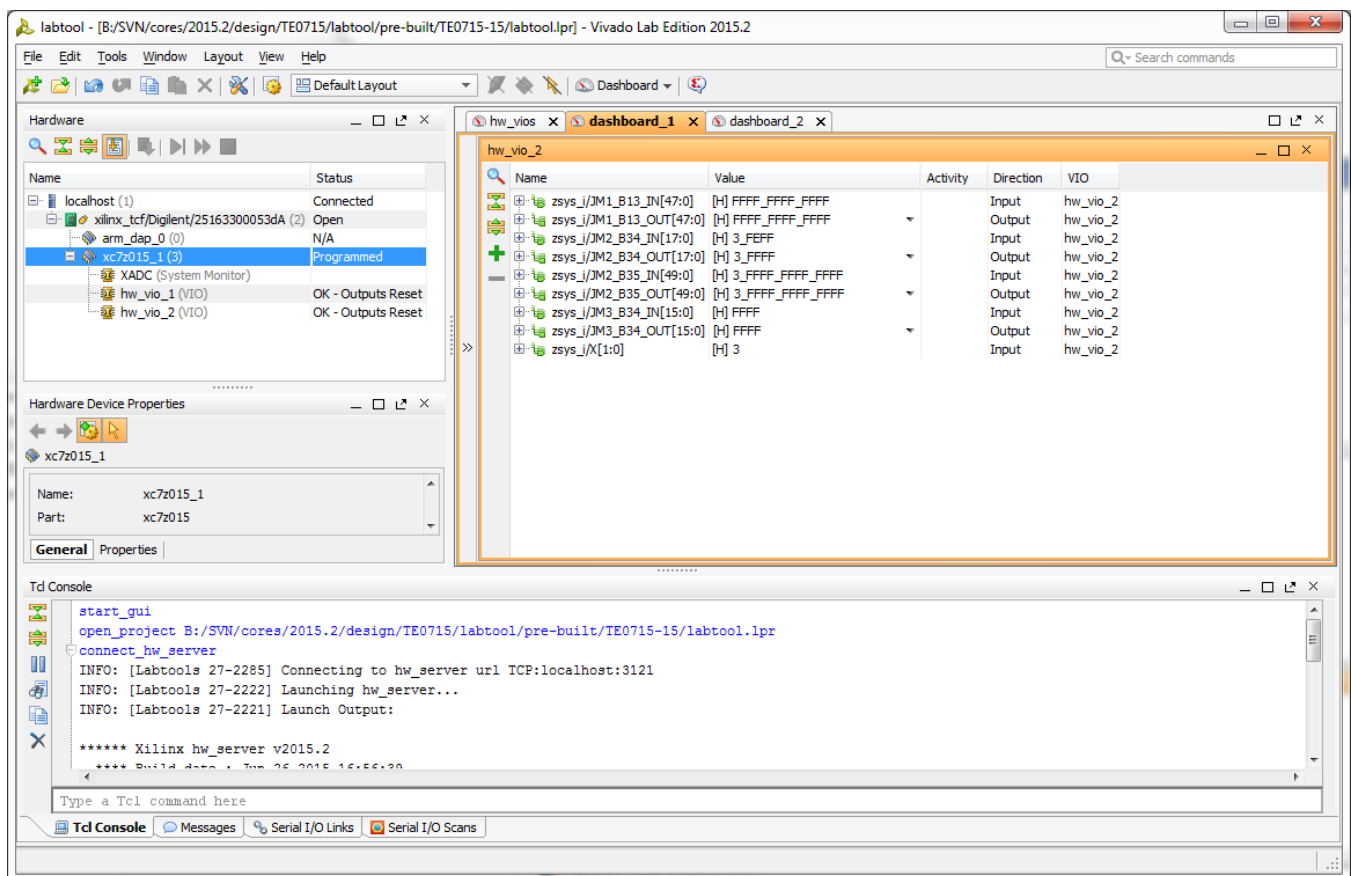 labtool - [B:/SVN/cores/2015.2/design/TE0715/labtool/pre-built/TE0715-15/labtool.lpr] - Vivado Lab Edition 2015.2
File Edit Tools Window Layout View Help
Search commands
Default Layout Dashboard
Hardware
Name Status
localhost (1) Connected
xilinx_tcf/Digilent/25163300053dA (2) Open
arm_dap_0 (0) N/A
xc7z015_1 (3) Programmed
XADC (System Monitor)
hw_vio_1 (VIO) OK - Outputs Reset
hw_vio_2 (VIO) OK - Outputs Reset
Hardware Device Properties
xc7z015_1
Name: xc7z015_1
Part: xc7z015
General Properties
hw_vios dashboard_1 dashboard_2
hw_vio_2
Name Value Activity Direction VIO
zsys_i/JM1_B13_IN[47:0] [H] FFFF_FFFF_FFFF Input hw_vio_2
zsys_i/JM1_B13_OUT[47:0] [H] FFFF_FFFF_FFFF Output hw_vio_2
zsys_i/JM2_B34_IN[17:0] [H] 3_FEFF Input hw_vio_2
zsys_i/JM2_B34_OUT[17:0] [H] 3_FFFF Output hw_vio_2
zsys_i/JM2_B35_IN[49:0] [H] 3_FFFF_FFFF_FFFF Input hw_vio_2
zsys_i/JM2_B35_OUT[49:0] [H] 3_FFFF_FFFF_FFFF Output hw_vio_2
zsys_i/JM3_B34_IN[15:0] [H] FFFF Input hw_vio_2
zsys_i/JM3_B34_OUT[15:0] [H] FFFF Output hw_vio_2
zsys_i/X[1:0] [H] 3 Input hw_vio_2
Tcl Console
start_gui
open_project B:/SVN/cores/2015.2/design/TE0715/labtool/pre-built/TE0715-15/labtool.lpr
connect_hw_server
INFO: [Labtools 27-2285] Connecting to hw_server url TCP:localhost:3121
INFO: [Labtools 27-2222] Launching hw_server...
INFO: [Labtools 27-2221] Launch Output:
****** Xilinx hw_server v2015.2
**** Build date : Jun 26 2015-16:56:39
Type a Tcl command here
Tcl Console Messages Serial I/O Links Serial I/O Scans